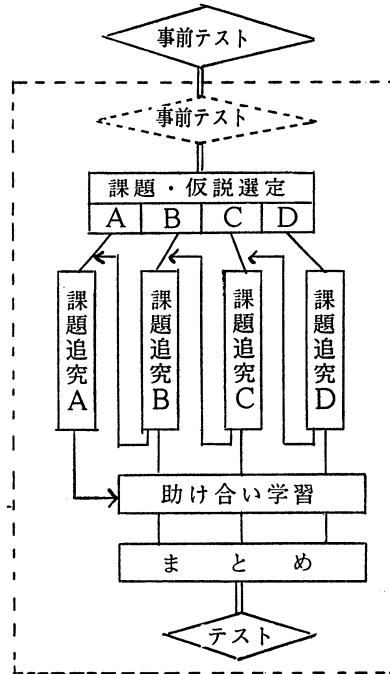 事前テスト
事前テスト
課題・仮説選定
A B C D
課題追究A
課題追究B
課題追究C
課題追究D
助け合い学習
まとめ
テスト